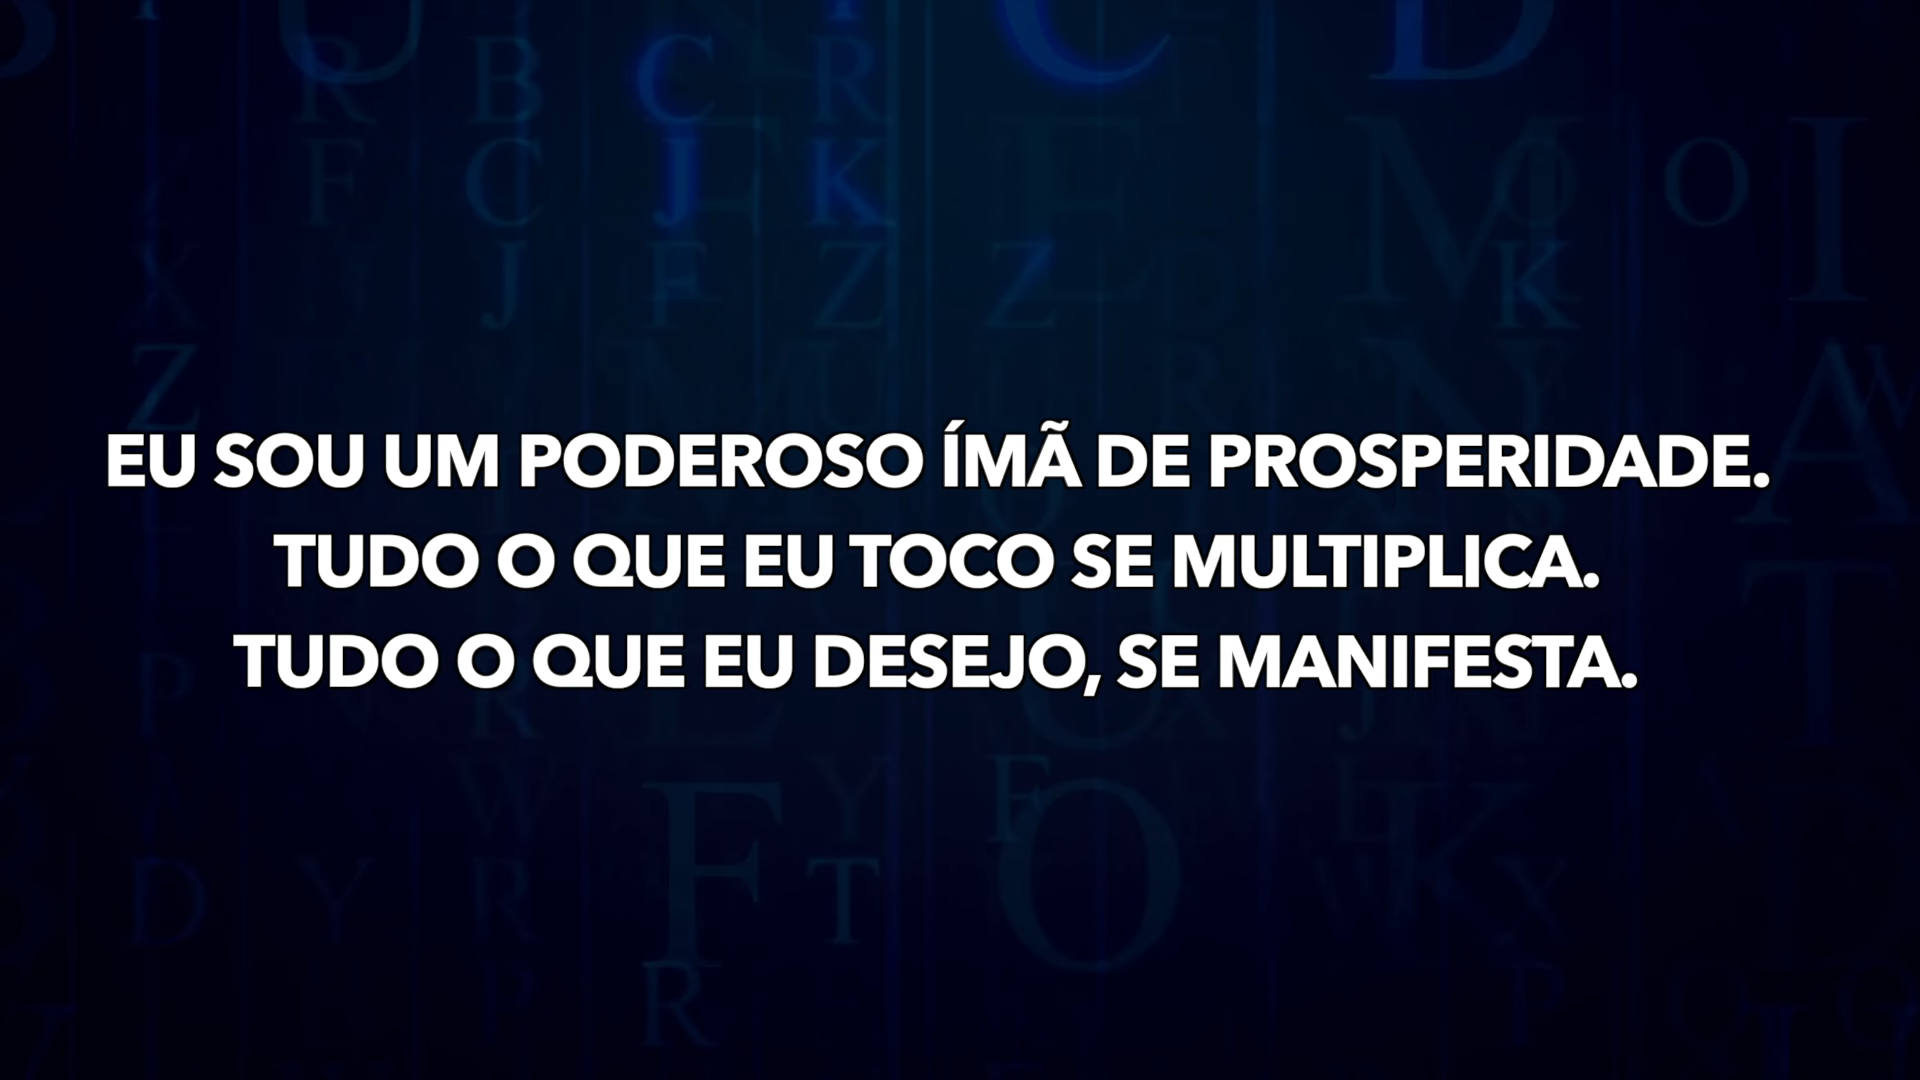 EU SOU UM PODEROSO ÍMÃ DE PROSPERIDADE.
TUDO O QUE EU TOCO SE MULTIPLICA.
TUDO O QUE EU DESEJO, SE MANIFESTA.